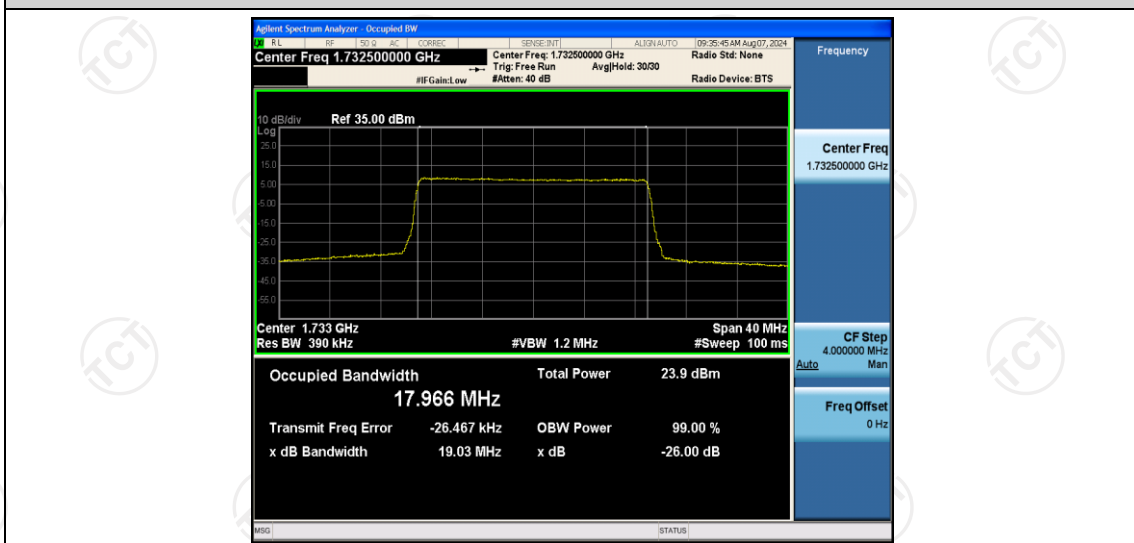 Agilent Spectrum Analyzer - Occupied BW
RL RF 50 Ω AC CORREC SENSE:INT ALIGN AUTO 09:35:45 AM Aug 07, 2024
Center Freq 1.732500000 GHz
Center Freq: 1.732500000 GHz
Radio Std: None
Trig: Free Run Avg|Hold: 30/30
#IFGain:Low #Atten: 40 dB Radio Device: BTS
10 dB/div Ref 35.00 dBm
Log
25.0
15.0
5.00
-5.00
-15.0
-25.0
-35.0
-45.0
-55.0
Center 1.733 GHz Span 40 MHz
Res BW 390 kHz #VBW 1.2 MHz #Sweep 100 ms
Occupied Bandwidth Total Power 23.9 dBm
17.966 MHz
Transmit Freq Error -26.467 kHz OBW Power 99.00 %
x dB Bandwidth 19.03 MHz x dB -26.00 dB
MSG STATUS
Frequency
Center Freq
1.732500000 GHz
CF Step
4.000000 MHz
Auto Man
Freq Offset
0 Hz
TCT
TCT
TCT
TCT